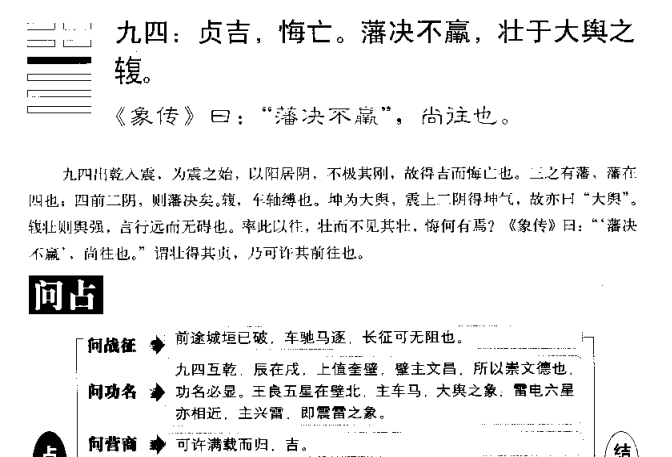 九四：贞吉，悔亡。藩决不羸，壮于大舆之
輹。
《象传》曰：“藩决不羸”，尚往也。
九四出乾入震，为震之始，以阳居阴，不极其刚，故得吉而悔亡也。三之有藩，藩在
四也；四前二阴，则藩决矣。輹，车轴缚也。坤为大舆，震上二阴得坤气，故亦曰“大舆”。
輹壮则舆强，言行远而无碍也。率此以往，壮而不见其壮，悔何有焉？《象传》曰：“‘藩决
不羸’，尚往也。”谓壮得其贞，乃可许其前往也。
问占
问战征 前途城垣已破，车驰马逐，长征可无阻也。
九四互乾，辰在戌，上值奎壁，壁主文昌，所以崇文德也，
问功名 功名必显。王良五星在壁北，主车马，大舆之象；雷电六星
亦相近，主兴雷，即震雷之象。
问营商 可许满载而归，吉。
占
结